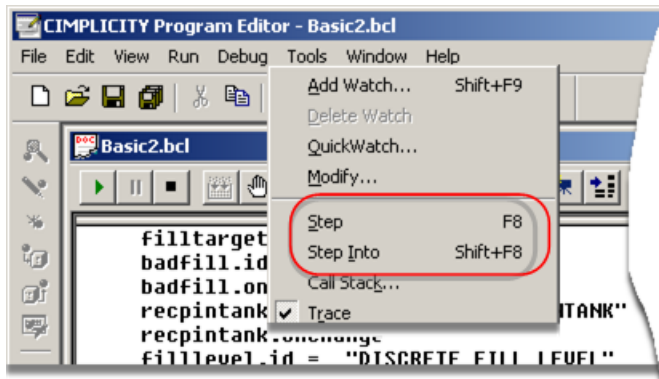 CIMPLICITY Program Editor - Basic2.bcl
File Edit View Run Debug Tools Window Help
Add Watch... Shift+F9
Delete Watch
QuickWatch...
Modify...
Step F8
Step Into Shift+F8
Call Stack...
Trace
DOC
Basic2.bcl
filltarget
badfill.id
badfill.on
recpintank
recpintank.onchange
filllevel.id = "DISCRETE FILL LEVEL"